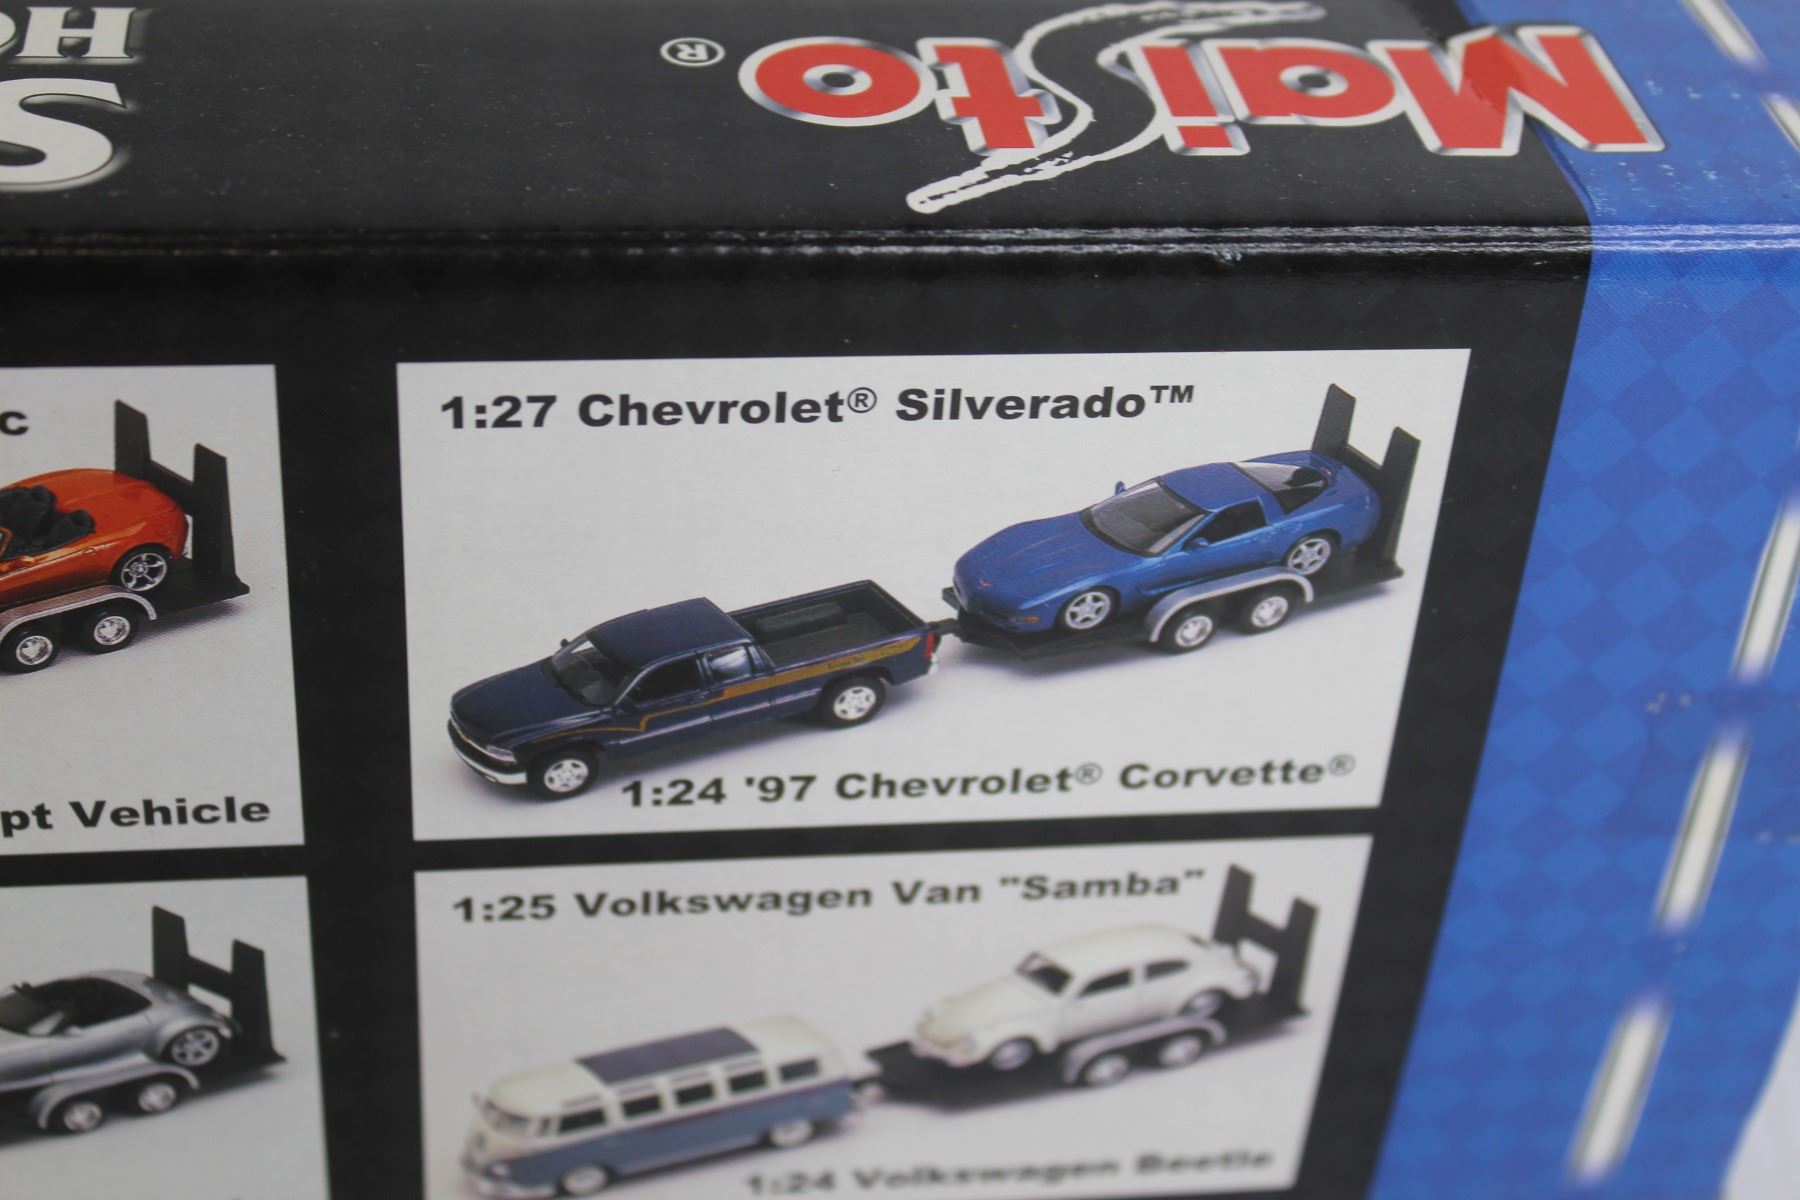 Maisto®
H
S
c
1:27 Chevrolet® Silverado™
1:24 '97 Chevrolet® Corvette®
pt Vehicle
1:25 Volkswagen Van "Samba"
1:24 Volkswagen Beetle